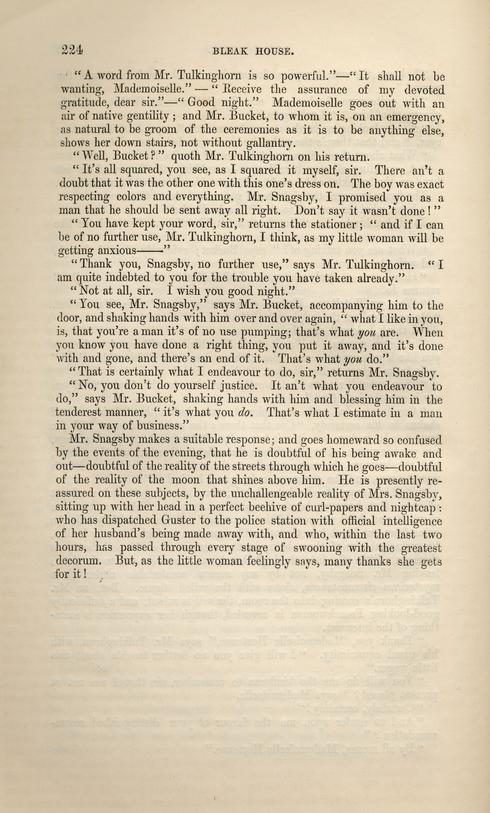 224 BLEAK HOUSE.
“A word from Mr. Tulkinghorn is so powerful.”—“It shall not be
wanting, Mademoiselle.” — “Receive the assurance of my devoted
gratitude, dear sir.”—“Good night.” Mademoiselle goes out with an
air of native gentility; and Mr. Bucket, to whom it is, on an emergency,
as natural to be groom of the ceremonies as it is to be anything else,
shows her down stairs, not without gallantry.
“Well, Bucket?” quoth Mr. Tulkinghorn on his return.
“It’s all squared, you see, as I squared it myself, sir. There an’t a
doubt that it was the other one with this one’s dress on. The boy was exact
respecting colors and everything. Mr. Snagsby, I promised you as a
man that he should be sent away all right. Don’t say it wasn’t done!”
“You have kept your word, sir,” returns the stationer; “and if I can
be of no further use, Mr. Tulkinghorn, I think, as my little woman will be
getting anxious——”
“Thank you, Snagsby, no further use,” says Mr. Tulkinghorn. “I
am quite indebted to you for the trouble you have taken already.”
“Not at all, sir. I wish you good night.”
“You see, Mr. Snagsby,” says Mr. Bucket, accompanying him to the
door, and shaking hands with him over and over again, “what I like in you,
is, that you’re a man it’s of no use pumping; that’s what you are. When
you know you have done a right thing, you put it away, and it’s done
with and gone, and there’s an end of it. That’s what you do.”
“That is certainly what I endeavour to do, sir,” returns Mr. Snagsby.
“No, you don’t do yourself justice. It an’t what you endeavour to
do,” says Mr. Bucket, shaking hands with him and blessing him in the
tenderest manner, “it’s what you do. That’s what I estimate in a man
in your way of business.”
Mr. Snagsby makes a suitable response; and goes homeward so confused
by the events of the evening, that he is doubtful of his being awake and
out—doubtful of the reality of the streets through which he goes—doubtful
of the reality of the moon that shines above him. He is presently re-
assured on these subjects, by the unchallengeable reality of Mrs. Snagsby,
sitting up with her head in a perfect beehive of curl-papers and nightcap:
who has dispatched Guster to the police station with official intelligence
of her husband’s being made away with, and who, within the last two
hours, has passed through every stage of swooning with the greatest
decorum. But, as the little woman feelingly says, many thanks she gets
for it!